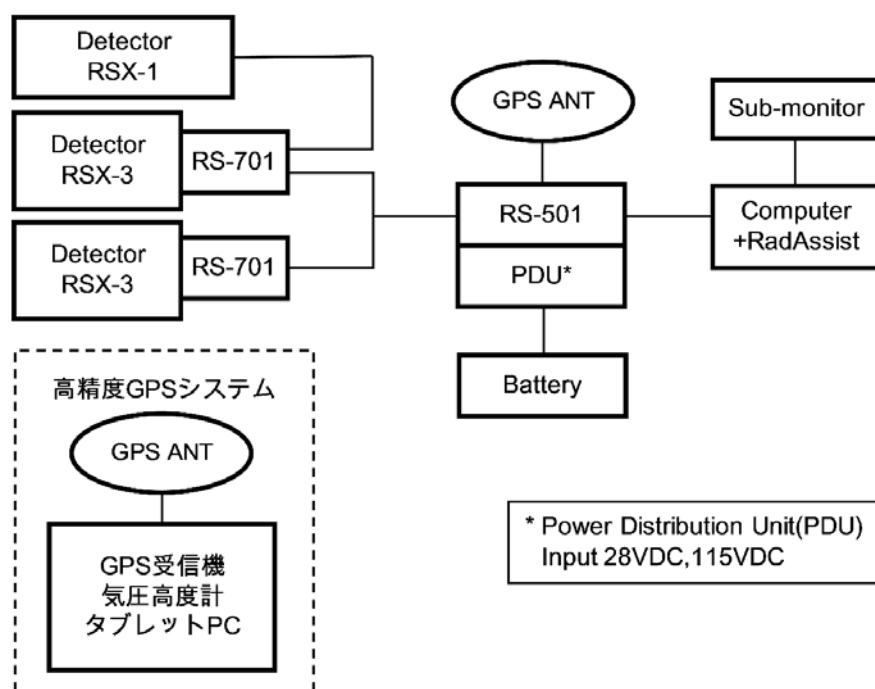 Detector
RSX-1
Detector
RSX-3
RS-701
Detector
RSX-3
RS-701
GPS ANT
RS-501
PDU*
Battery
Sub-monitor
Computer
+RadAssist
高精度GPSシステム
GPS ANT
GPS受信機
気圧高度計
タブレットPC
* Power Distribution Unit(PDU)
Input 28VDC,115VDC